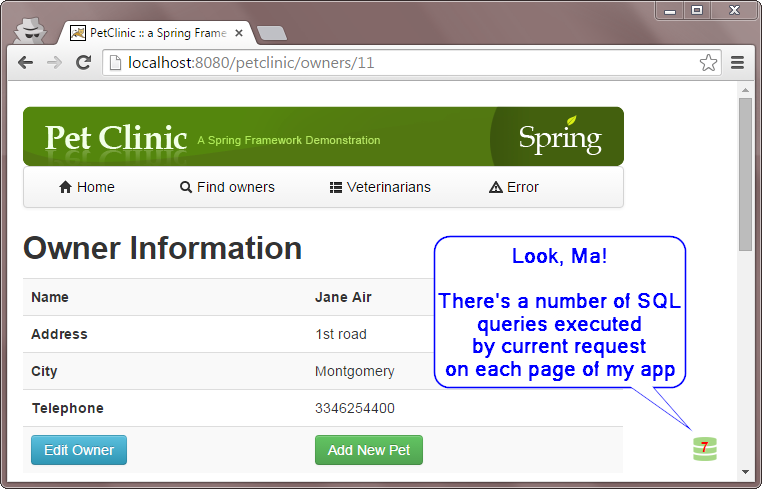 PetClinic :: a Spring Frame
localhost:8080/petclinic/owners/11
Pet Clinic A Spring Framework Demonstration Spring
Home Find owners Veterinarians Error
Owner Information
Name Jane Air
Address 1st road
City Montgomery
Telephone 3346254400
Edit Owner Add New Pet
Look, Ma!
There's a number of SQL
queries executed
by current request
on each page of my app
7